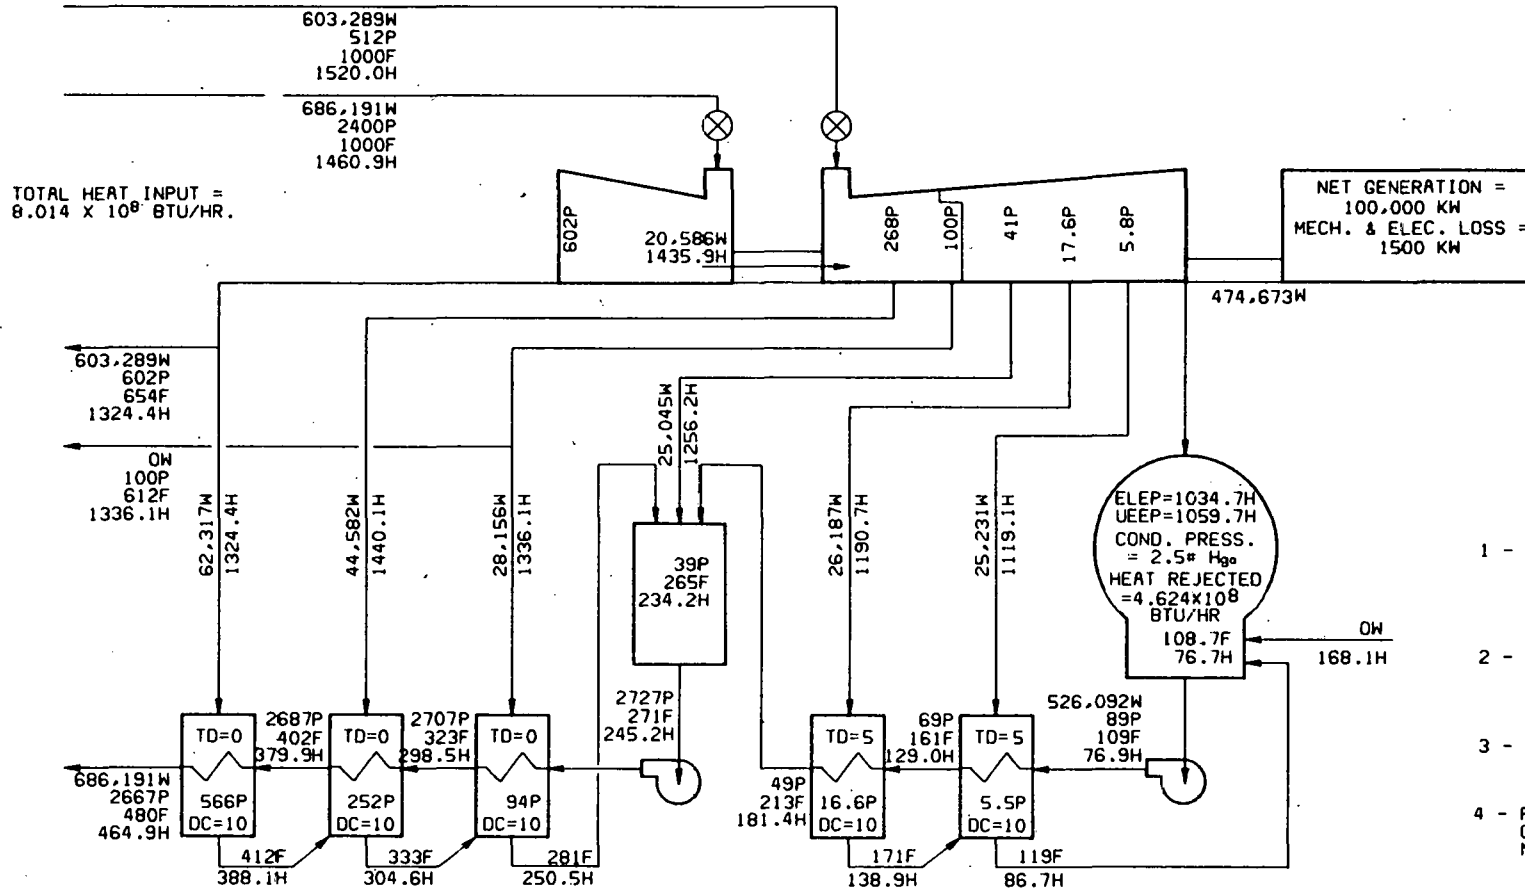 603,289W
512P
1000F
1520.0H
686,191W
2400P
1000F
1460.9H
TOTAL HEAT INPUT =
8.014 X 10⁸ BTU/HR.
602P
20,586W
1435.9H
268P
100P
41P
17.6P
5.8P
NET GENERATION =
100,000 KW
MECH. & ELEC. LOSS =
1500 KW
474,673W
603,289W
602P
654F
1324.4H
0W
100P
612F
1336.1H
62,317W
1324.4H
44,582W
1440.1H
28,156W
1336.1H
25,045W
1256.2H
26,187W
1190.7H
25,231W
1119.1H
39P
265F
234.2H
ELEP=1034.7H
UEEP=1059.7H
COND. PRESS.
= 2.5" Hga
HEAT REJECTED
=4.624X10⁸
BTU/HR
108.7F
76.7H
0W
168.1H
1 -
2 -
3 -
4 -
2727P
271F
245.2H
526,092W
89P
109F
76.9H
TD=0
566P
DC=10
2687P
402F
379.9H
TD=0
252P
DC=10
2707P
323F
298.5H
TD=0
94P
DC=10
TD=5
16.6P
DC=10
69P
161F
129.0H
TD=5
5.5P
DC=10
49P
213F
181.4H
686,191W
2667P
480F
464.9H
412F
388.1H
333F
304.6H
281F
250.5H
171F
138.9H
119F
86.7H